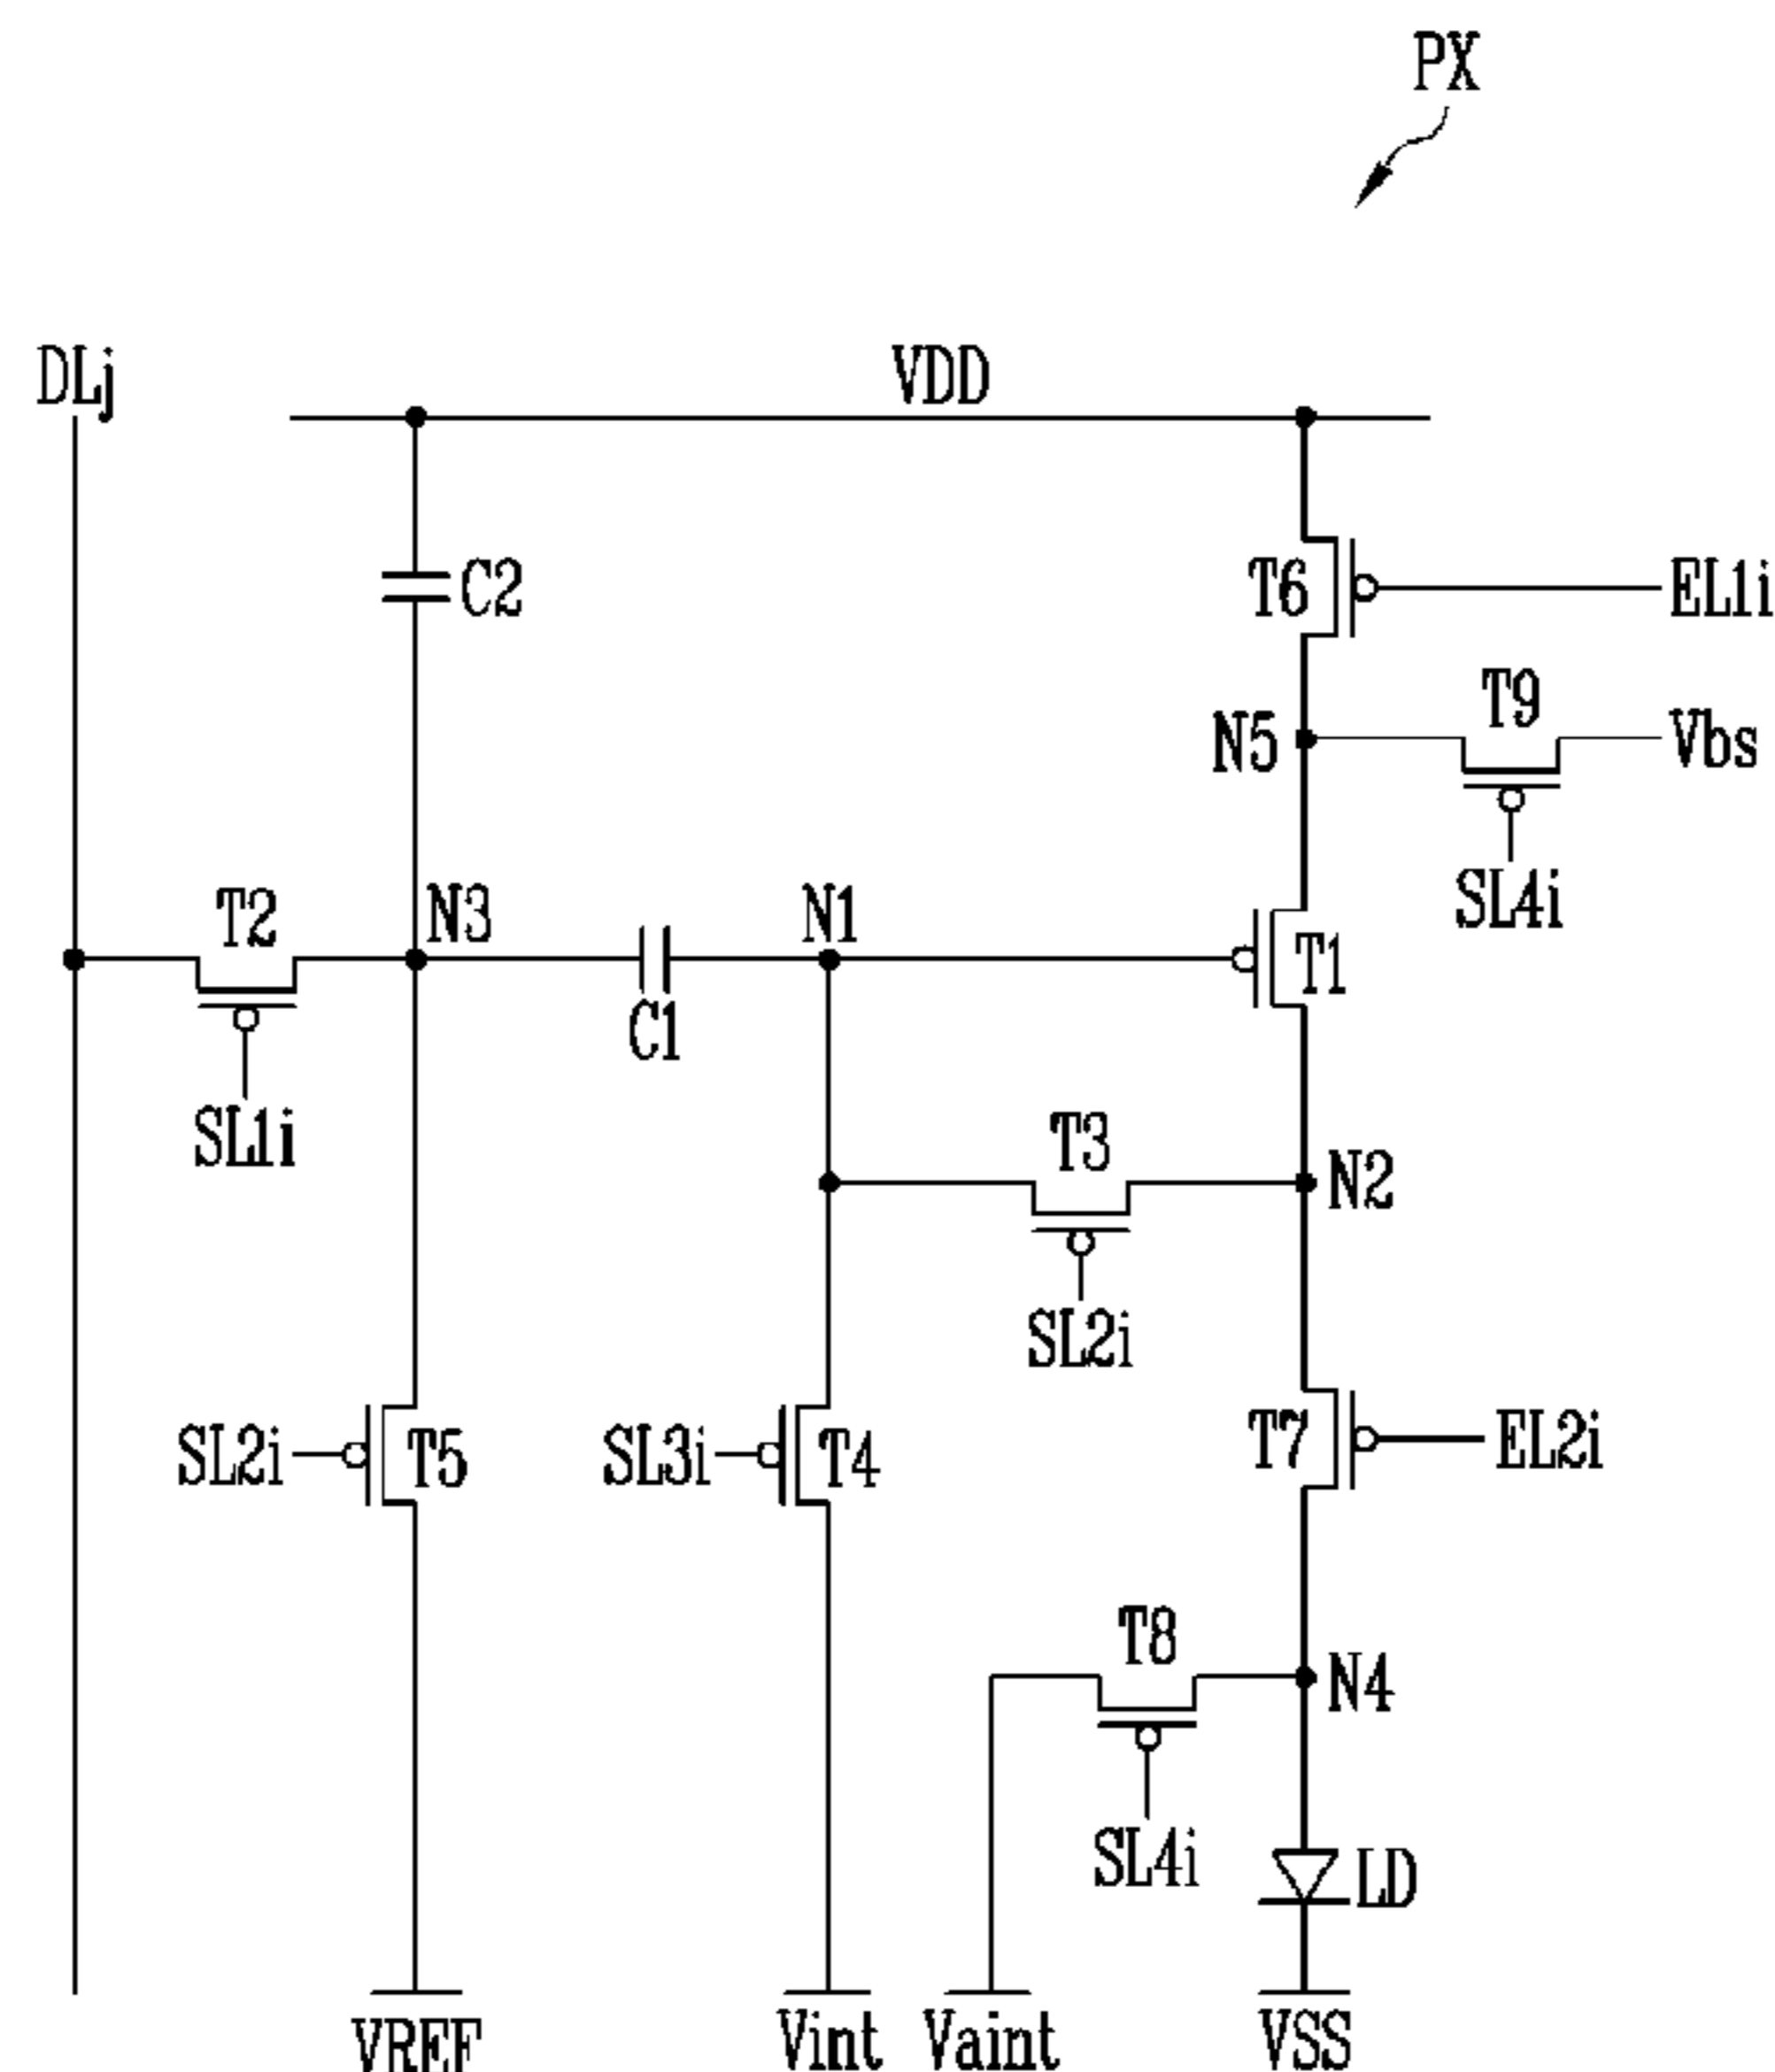 PX
DLj
VDD
C2
T6
EL1i
T9
N5
Vbs
SL4i
T2
N3
N1
T1
C1
SL1i
T3
N2
SL2i
SL2i
T5
SL3i
T4
T7
EL2i
T8
N4
SL4i
LD
VREF
Vint
Vaint
VSS